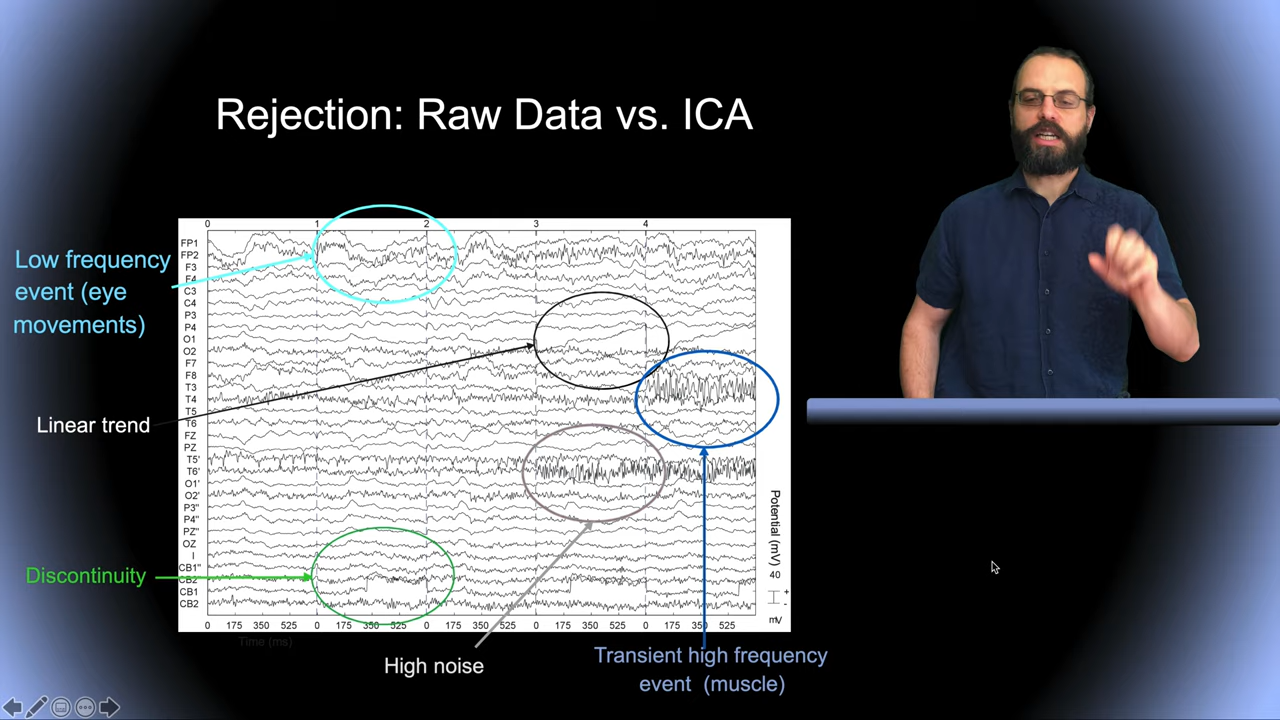 Rejection: Raw Data vs. ICA
Low frequency
event (eye
movements)
Linear trend
Discontinuity
High noise
Transient high frequency
event (muscle)
0 1 2 3 4
FP1
FP2
F3
F4
C3
C4
P3
P4
O1
O2
F7
F8
T3
T4
T5
T6
FZ
PZ
T5'
T6'
O1'
O2'
P3"
P4"
PZ"
OZ
I
CB1"
CB2
CB1
CB2
0 175 350 525 0 175 350 525 0 175 350 525 0 175 350 525 0 175 350 525
Time (ms)
Potential (mV)
40
+
-
mV